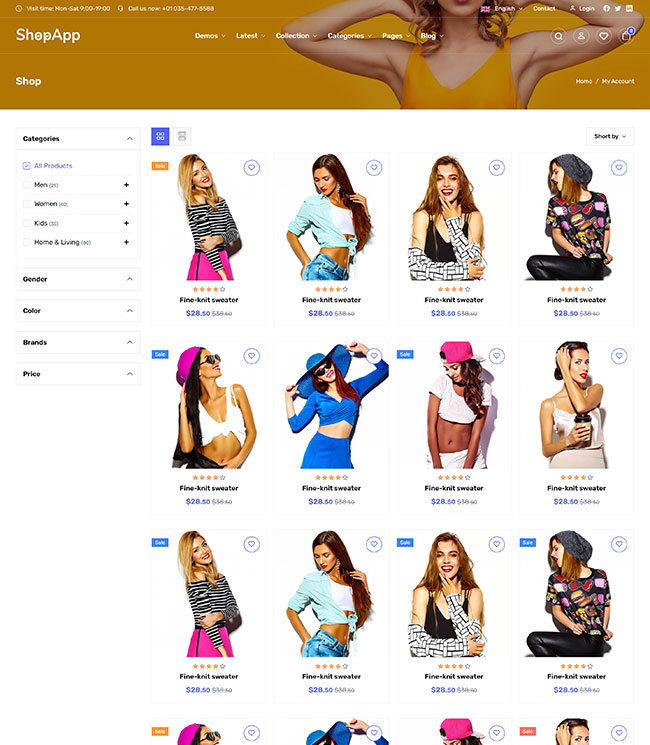 Visit time: Mon-Sat 9:00-19:00 Call us now: +01 035-477-5588 English Contact Login
ShopApp Demos Latest Collection Categories Pages Blog
Shop Home / My Account
Categories
All Products
Men (20)
Women (40)
Kids (35)
Home & Living (80)
Gender
Color
Brands
Price
Short by
Sale
Fine-knit sweater Fine-knit sweater Fine-knit sweater Fine-knit sweater
$28.50 $38.50 $28.50 $38.50 $28.50 $38.50 $28.50 $38.50
Sale Sale
Fine-knit sweater Fine-knit sweater Fine-knit sweater Fine-knit sweater
$28.50 $38.50 $28.50 $38.50 $28.50 $38.50 $28.50 $38.50
Sale Sale Sale
Fine-knit sweater Fine-knit sweater Fine-knit sweater Fine-knit sweater
$28.50 $38.50 $28.50 $38.50 $28.50 $38.50 $28.50 $38.50
Sale Sale